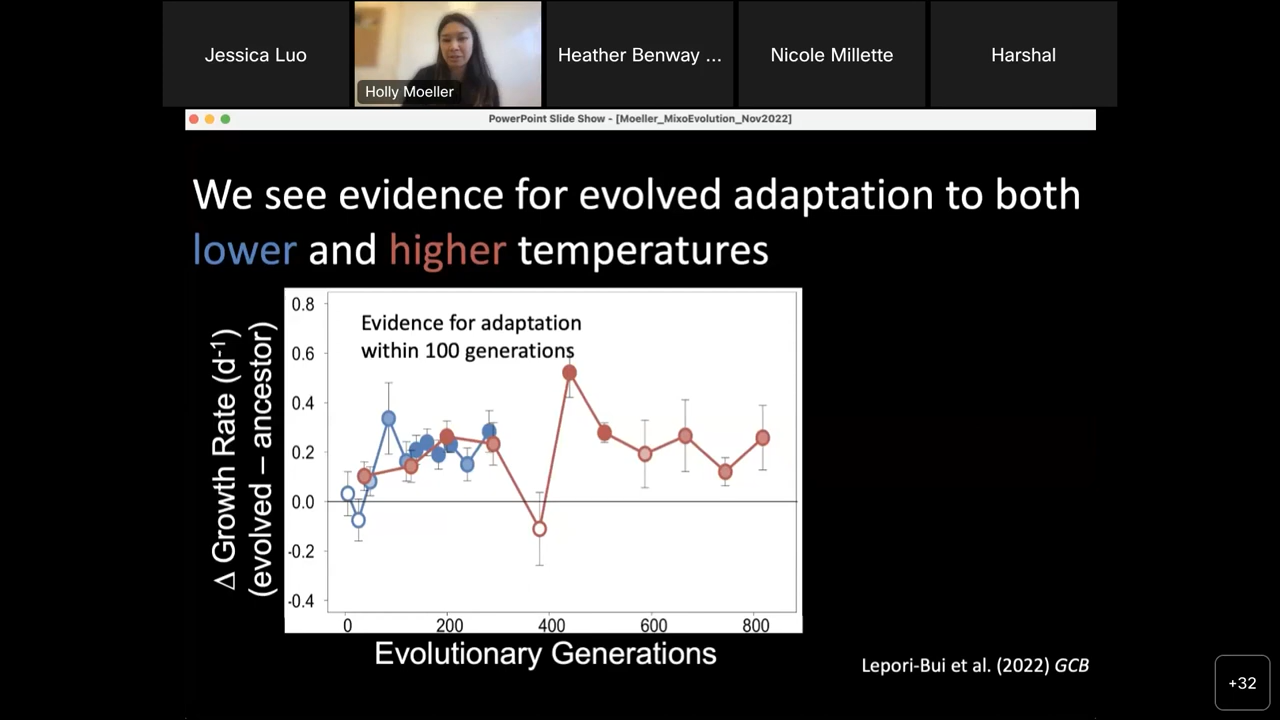 Jessica Luo
Holly Moeller
Heather Benway ...
Nicole Millette
Harshal
PowerPoint Slide Show - [Moeller_MixoEvolution_Nov2022]
We see evidence for evolved adaptation to both
lower and higher temperatures
Evidence for adaptation
within 100 generations
Δ Growth Rate (d⁻¹)
(evolved – ancestor)
0.8
0.6
0.4
0.2
0.0
-0.2
-0.4
0 200 400 600 800
Evolutionary Generations
Lepori-Bui et al. (2022) GCB
+32